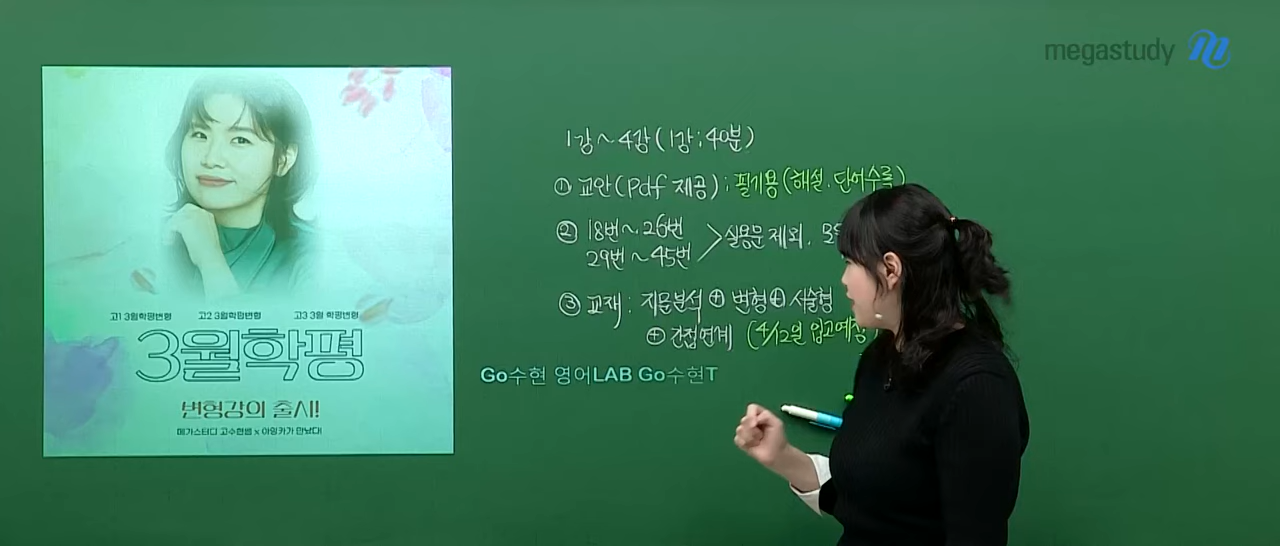 megastudy
고1 3월학평변형 고2 3월학평변형 고3 3월 학평변형
3월학평
변형강의 출시!
메가스터디 고수현쌤 x 아잉카가 만났다!
1강~4강(1강:40분)
① 교안(pdf 제공) : 필기용(해설.단어수록)
② 18번~26번
29번~45번 > 실용문 제외.
③ 교재: 지문분석 ⊕ 변형 ⊕ 서술형
⊕ 간접연계 (4/12일 입고예정
Go수현 영어LAB Go수현T